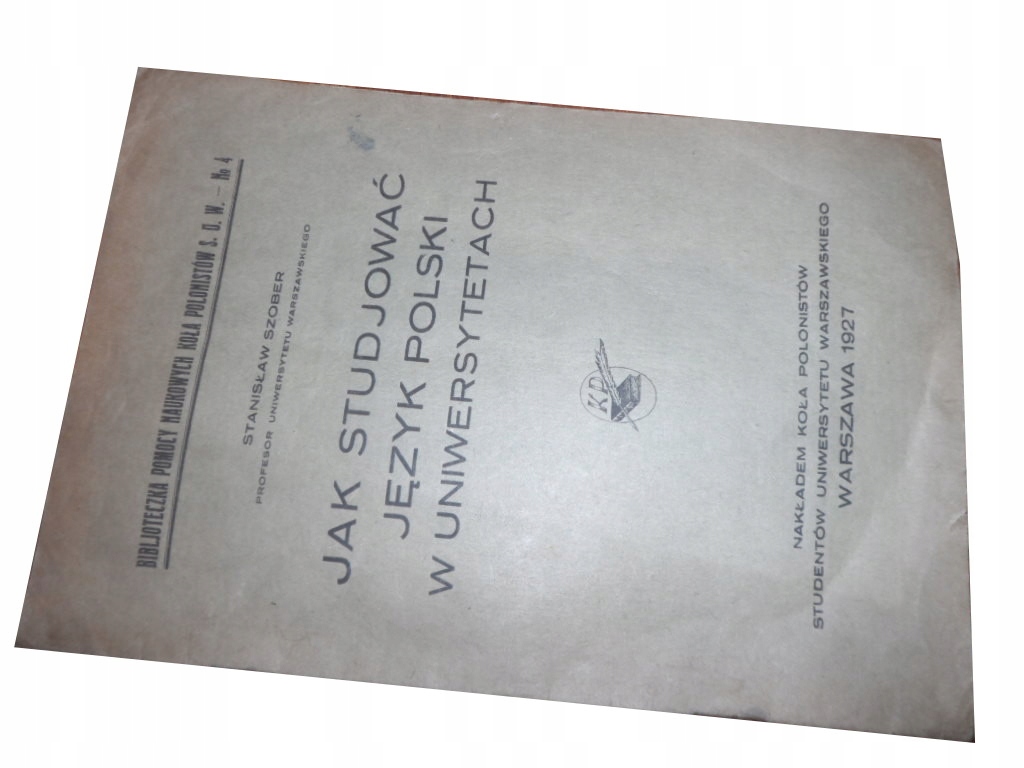 BIBLJOTECZKA POMOCY NAUKOWYCH KOŁA POLONISTÓW S. U. W. — No 4
STANISŁAW SZOBER
PROFESOR UNIWERSYTETU WARSZAWSKIEGO
JAK STUDJOWAĆ
JĘZYK POLSKI
W UNIWERSYTETACH
KP
NAKŁADEM KOŁA POLONISTÓW
STUDENTÓW UNIWERSYTETU WARSZAWSKIEGO
WARSZAWA 1927